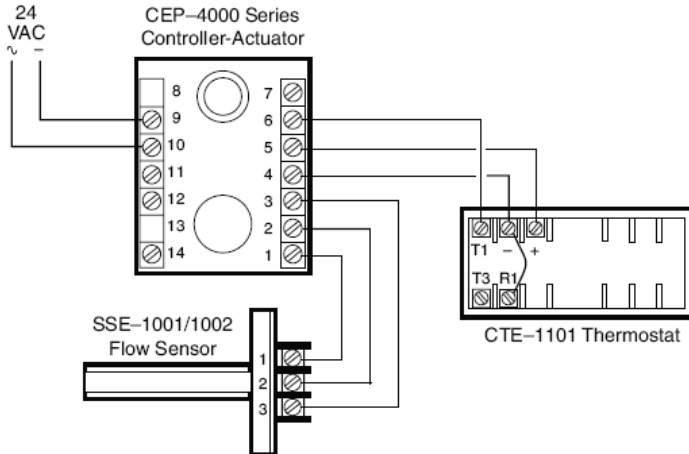 24
VAC
~ –
CEP–4000 Series
Controller-Actuator
8
9
10
11
12
13
14
7
6
5
4
3
2
1
T1 – +
T3 R1
CTE–1101 Thermostat
SSE–1001/1002
Flow Sensor
1
2
3